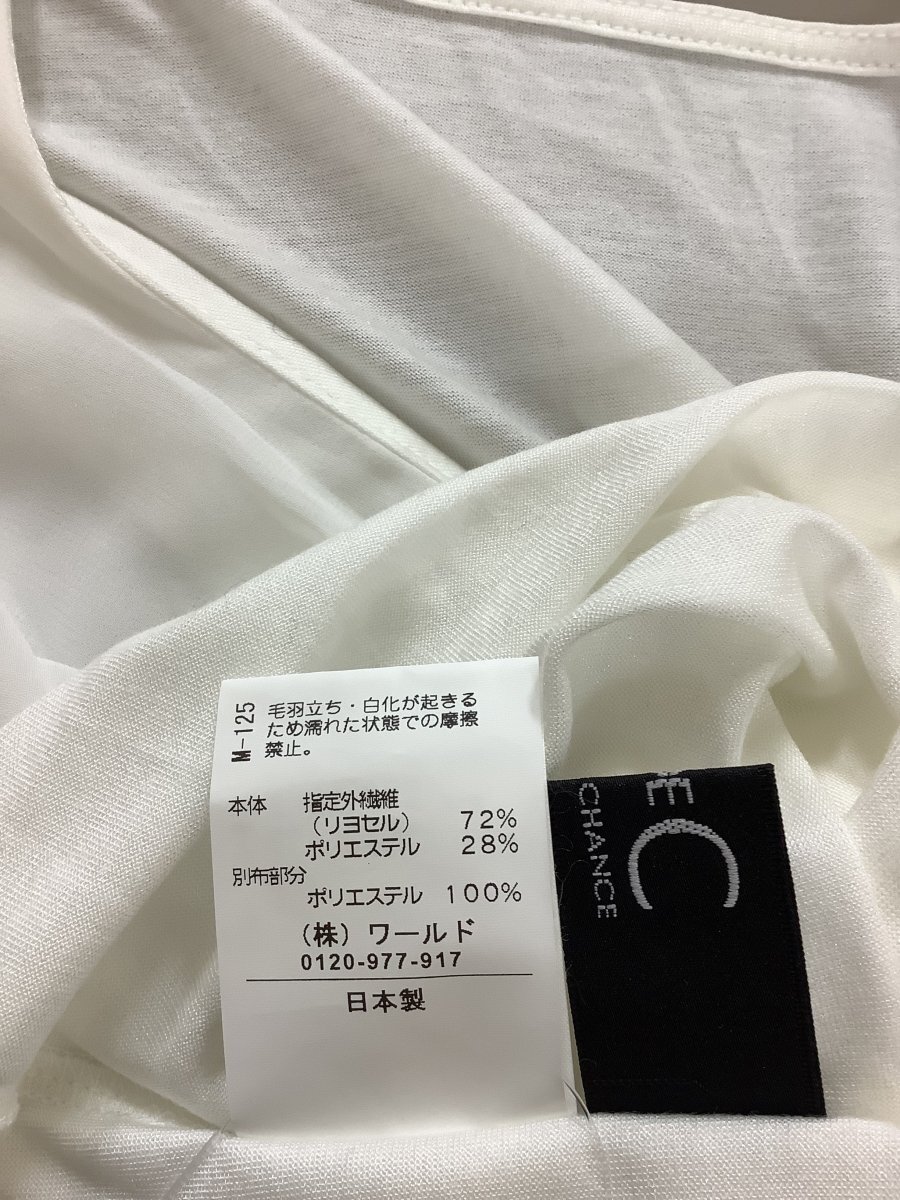 M-125
毛羽立ち・白化が起きる
ため濡れた状態での摩擦
禁止。
本体 指定外繊維
(リヨセル) 72%
ポリエステル 28%
別布部分
ポリエステル 100%
(株) ワールド
0120-977-917
日本製
C
CHANCE